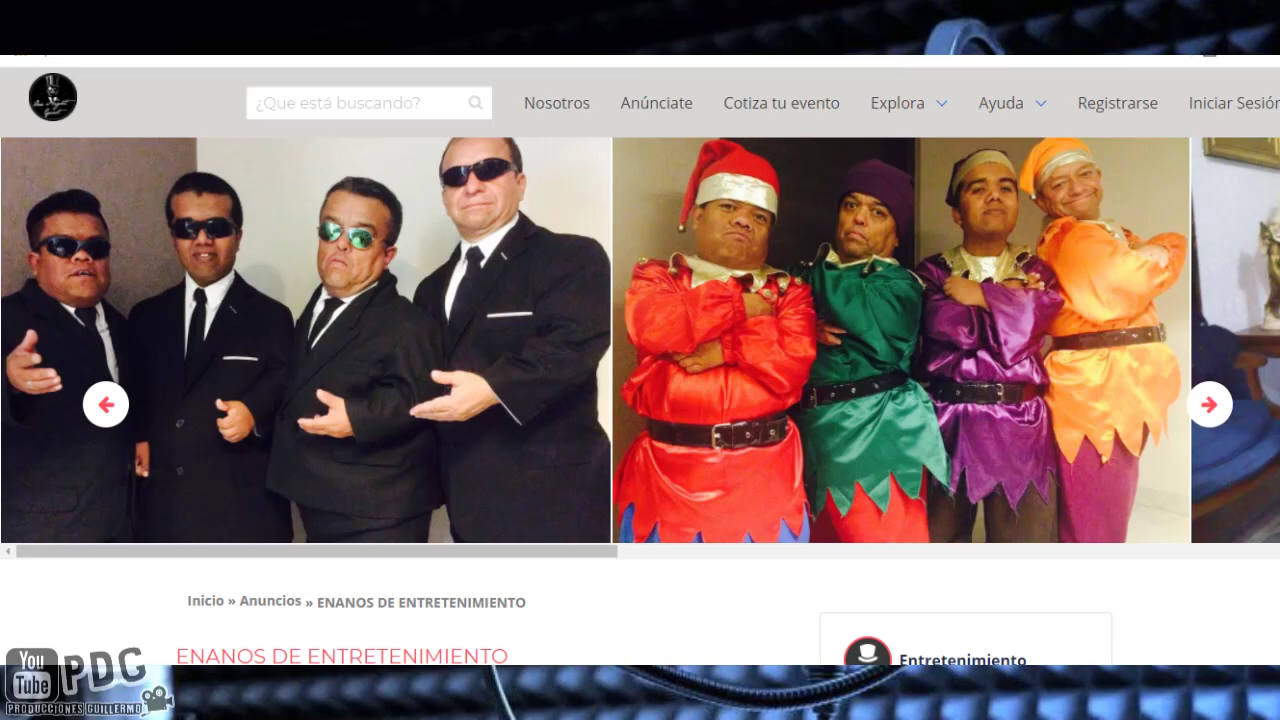 ¿Que está buscando?
Nosotros
Anúnciate
Cotiza tu evento
Explora
Ayuda
Registrarse
Iniciar Sesión
Inicio » Anuncios » ENANOS DE ENTRETENIMIENTO
ENANOS DE ENTRETENIMIENTO
Entretenimiento
You
Tube
PDG
PRODUCCIONES GUILLERMO